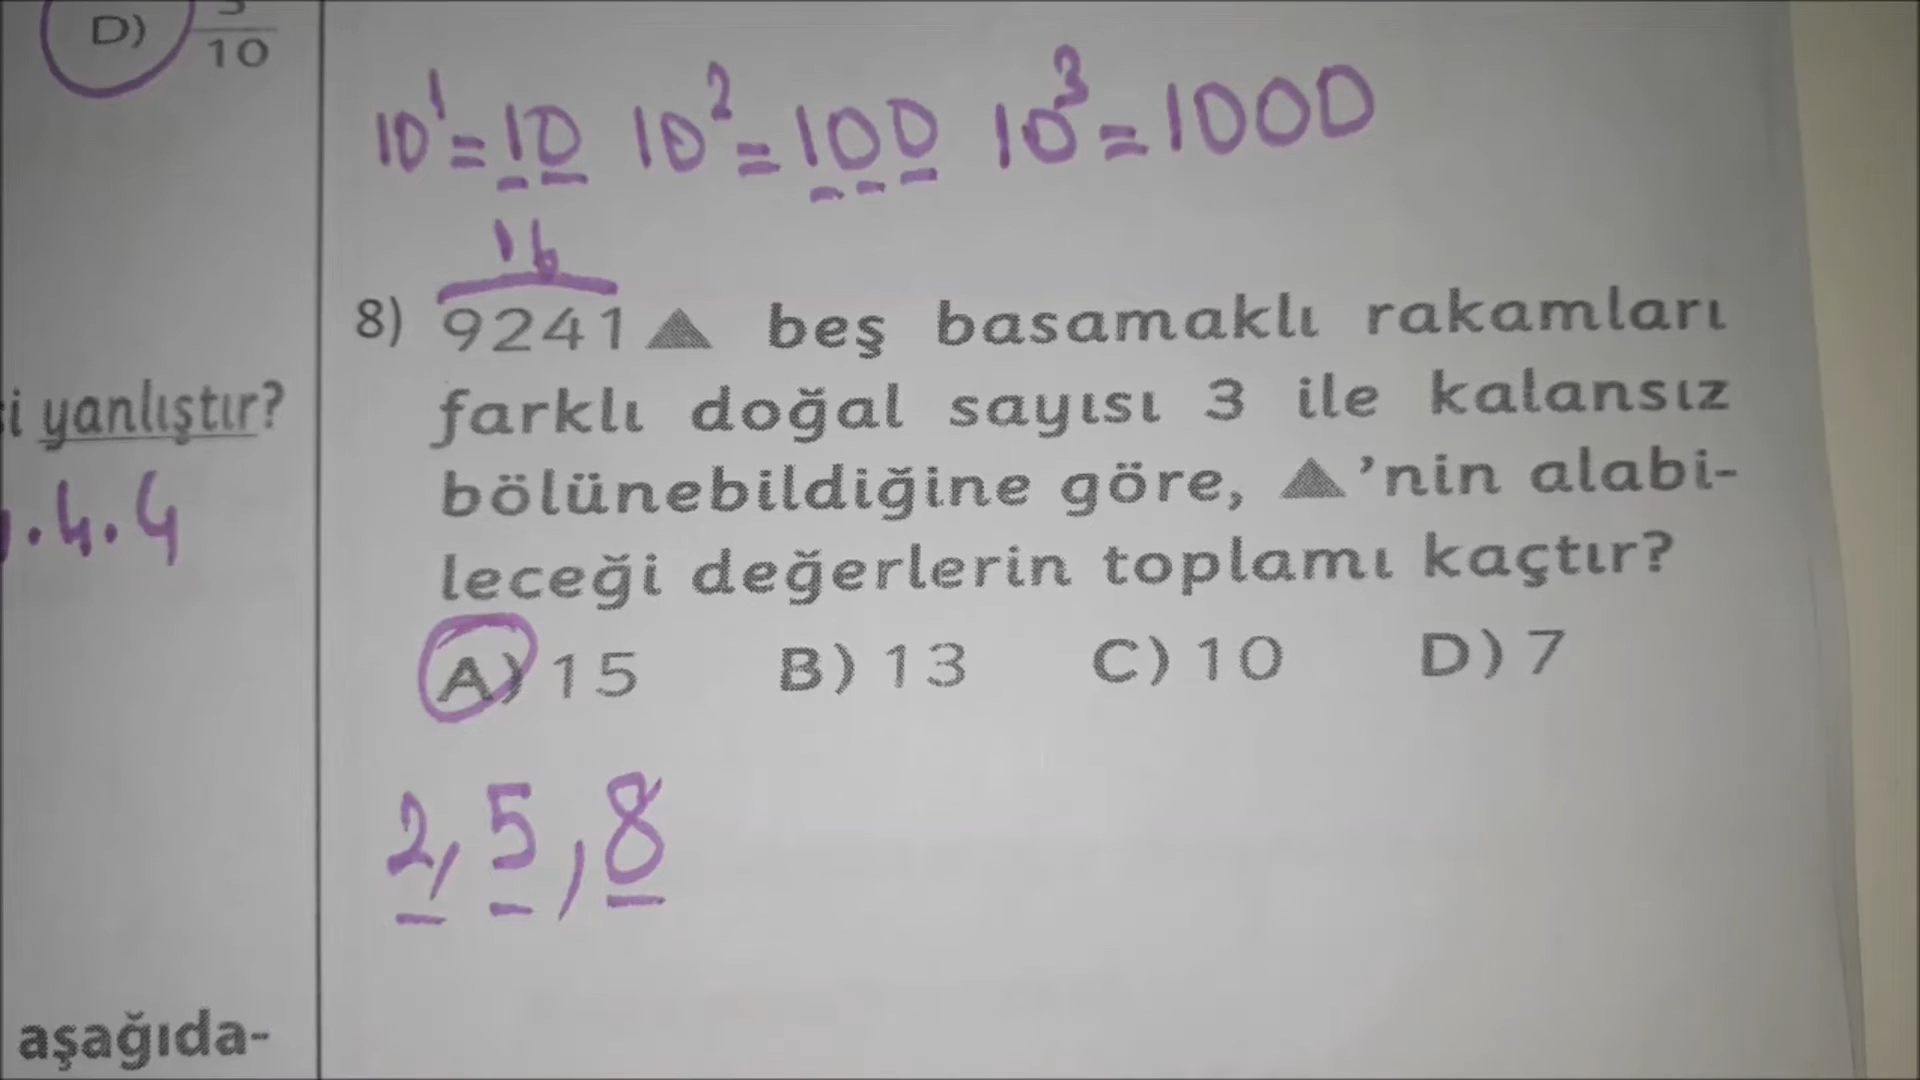 D) 3/10
10¹=10 10²=100 10³=1000
16
8) 9241▲ beş basamaklı rakamları
farklı doğal sayısı 3 ile kalansız
bölünebildiğine göre, ▲'nin alabi-
leceği değerlerin toplamı kaçtır?
A) 15 B) 13 C) 10 D) 7
2, 5, 8
i yanlıştır?
.4.4
aşağıda-